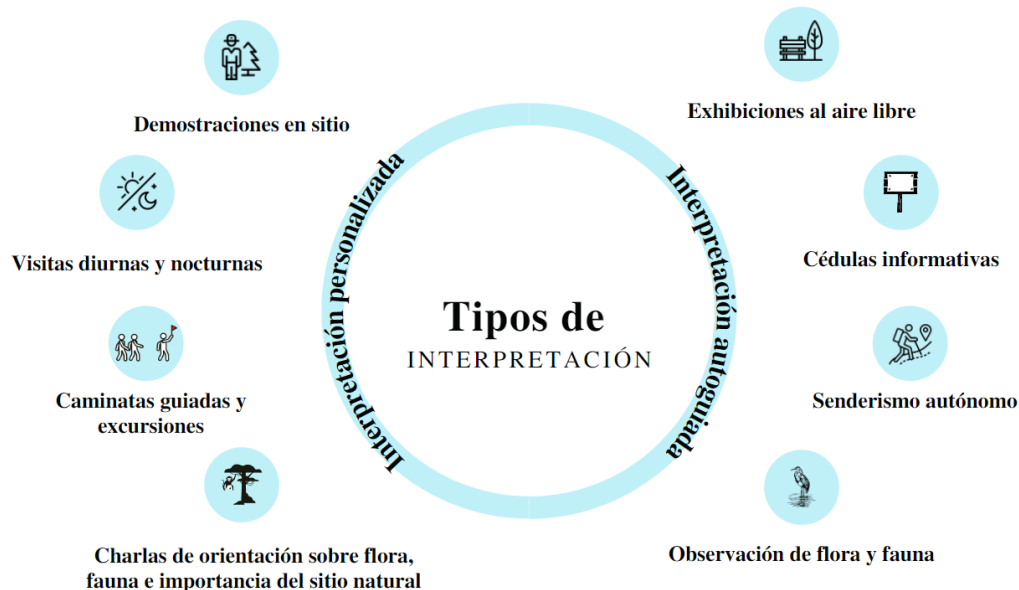 Tipos de
INTERPRETACIÓN
Interpretación personalizada
Demostraciones en sitio
Visitas diurnas y nocturnas
Caminatas guiadas y
excursiones
Charlas de orientación sobre flora,
fauna e importancia del sitio natural
Interpretación autoguiada
Exhibiciones al aire libre
Cédulas informativas
Senderismo autónomo
Observación de flora y fauna